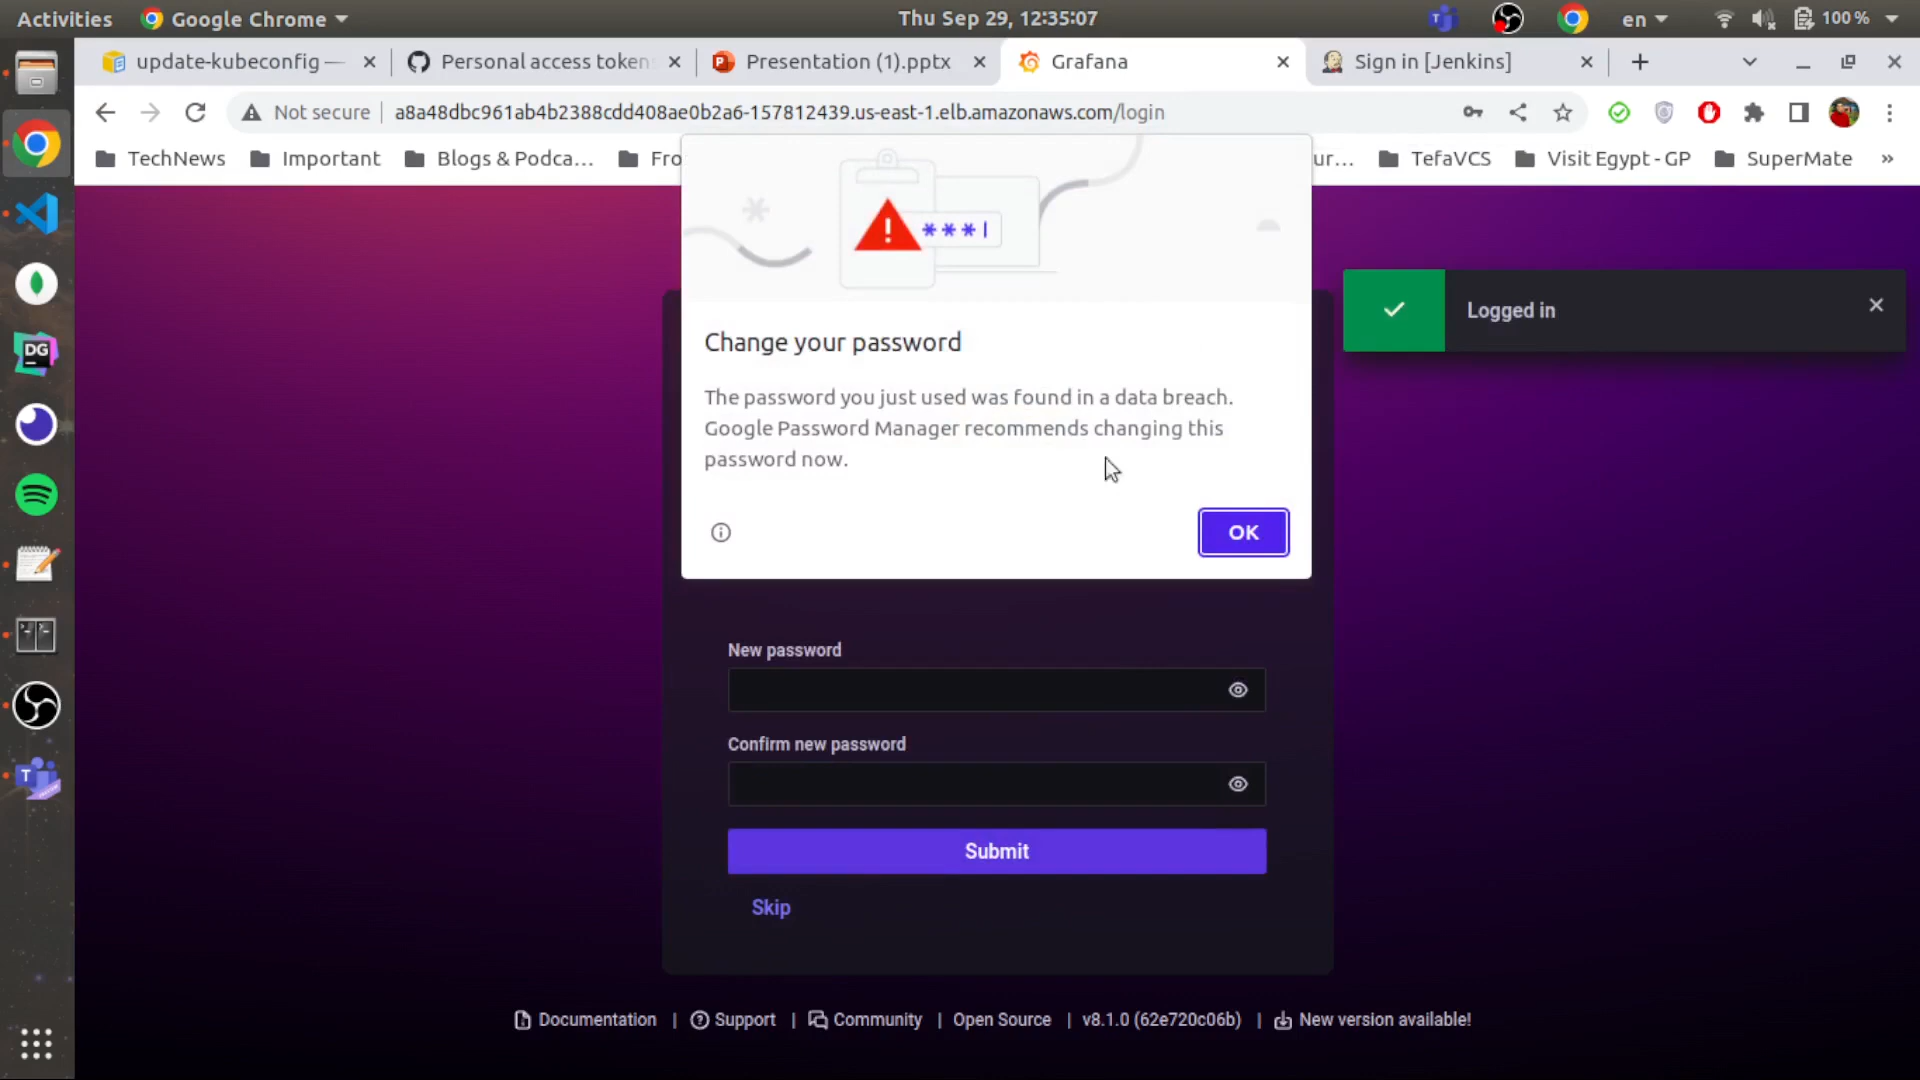 Activities Google Chrome Thu Sep 29, 12:35:07 en 100 %
update-kubeconfig — Personal access token Presentation (1).pptx Grafana Sign in [Jenkins]
Not secure a8a48dbc961ab4b2388cdd408ae0b2a6-157812439.us-east-1.elb.amazonaws.com/login
TechNews Important Blogs & Podca... Fro ur... TefaVCS Visit Egypt - GP SuperMate »
***|
Logged in
Change your password
The password you just used was found in a data breach.
Google Password Manager recommends changing this
password now.
OK
New password
Confirm new password
Submit
Skip
Documentation | Support | Community | Open Source | v8.1.0 (62e720c06b) | New version available!